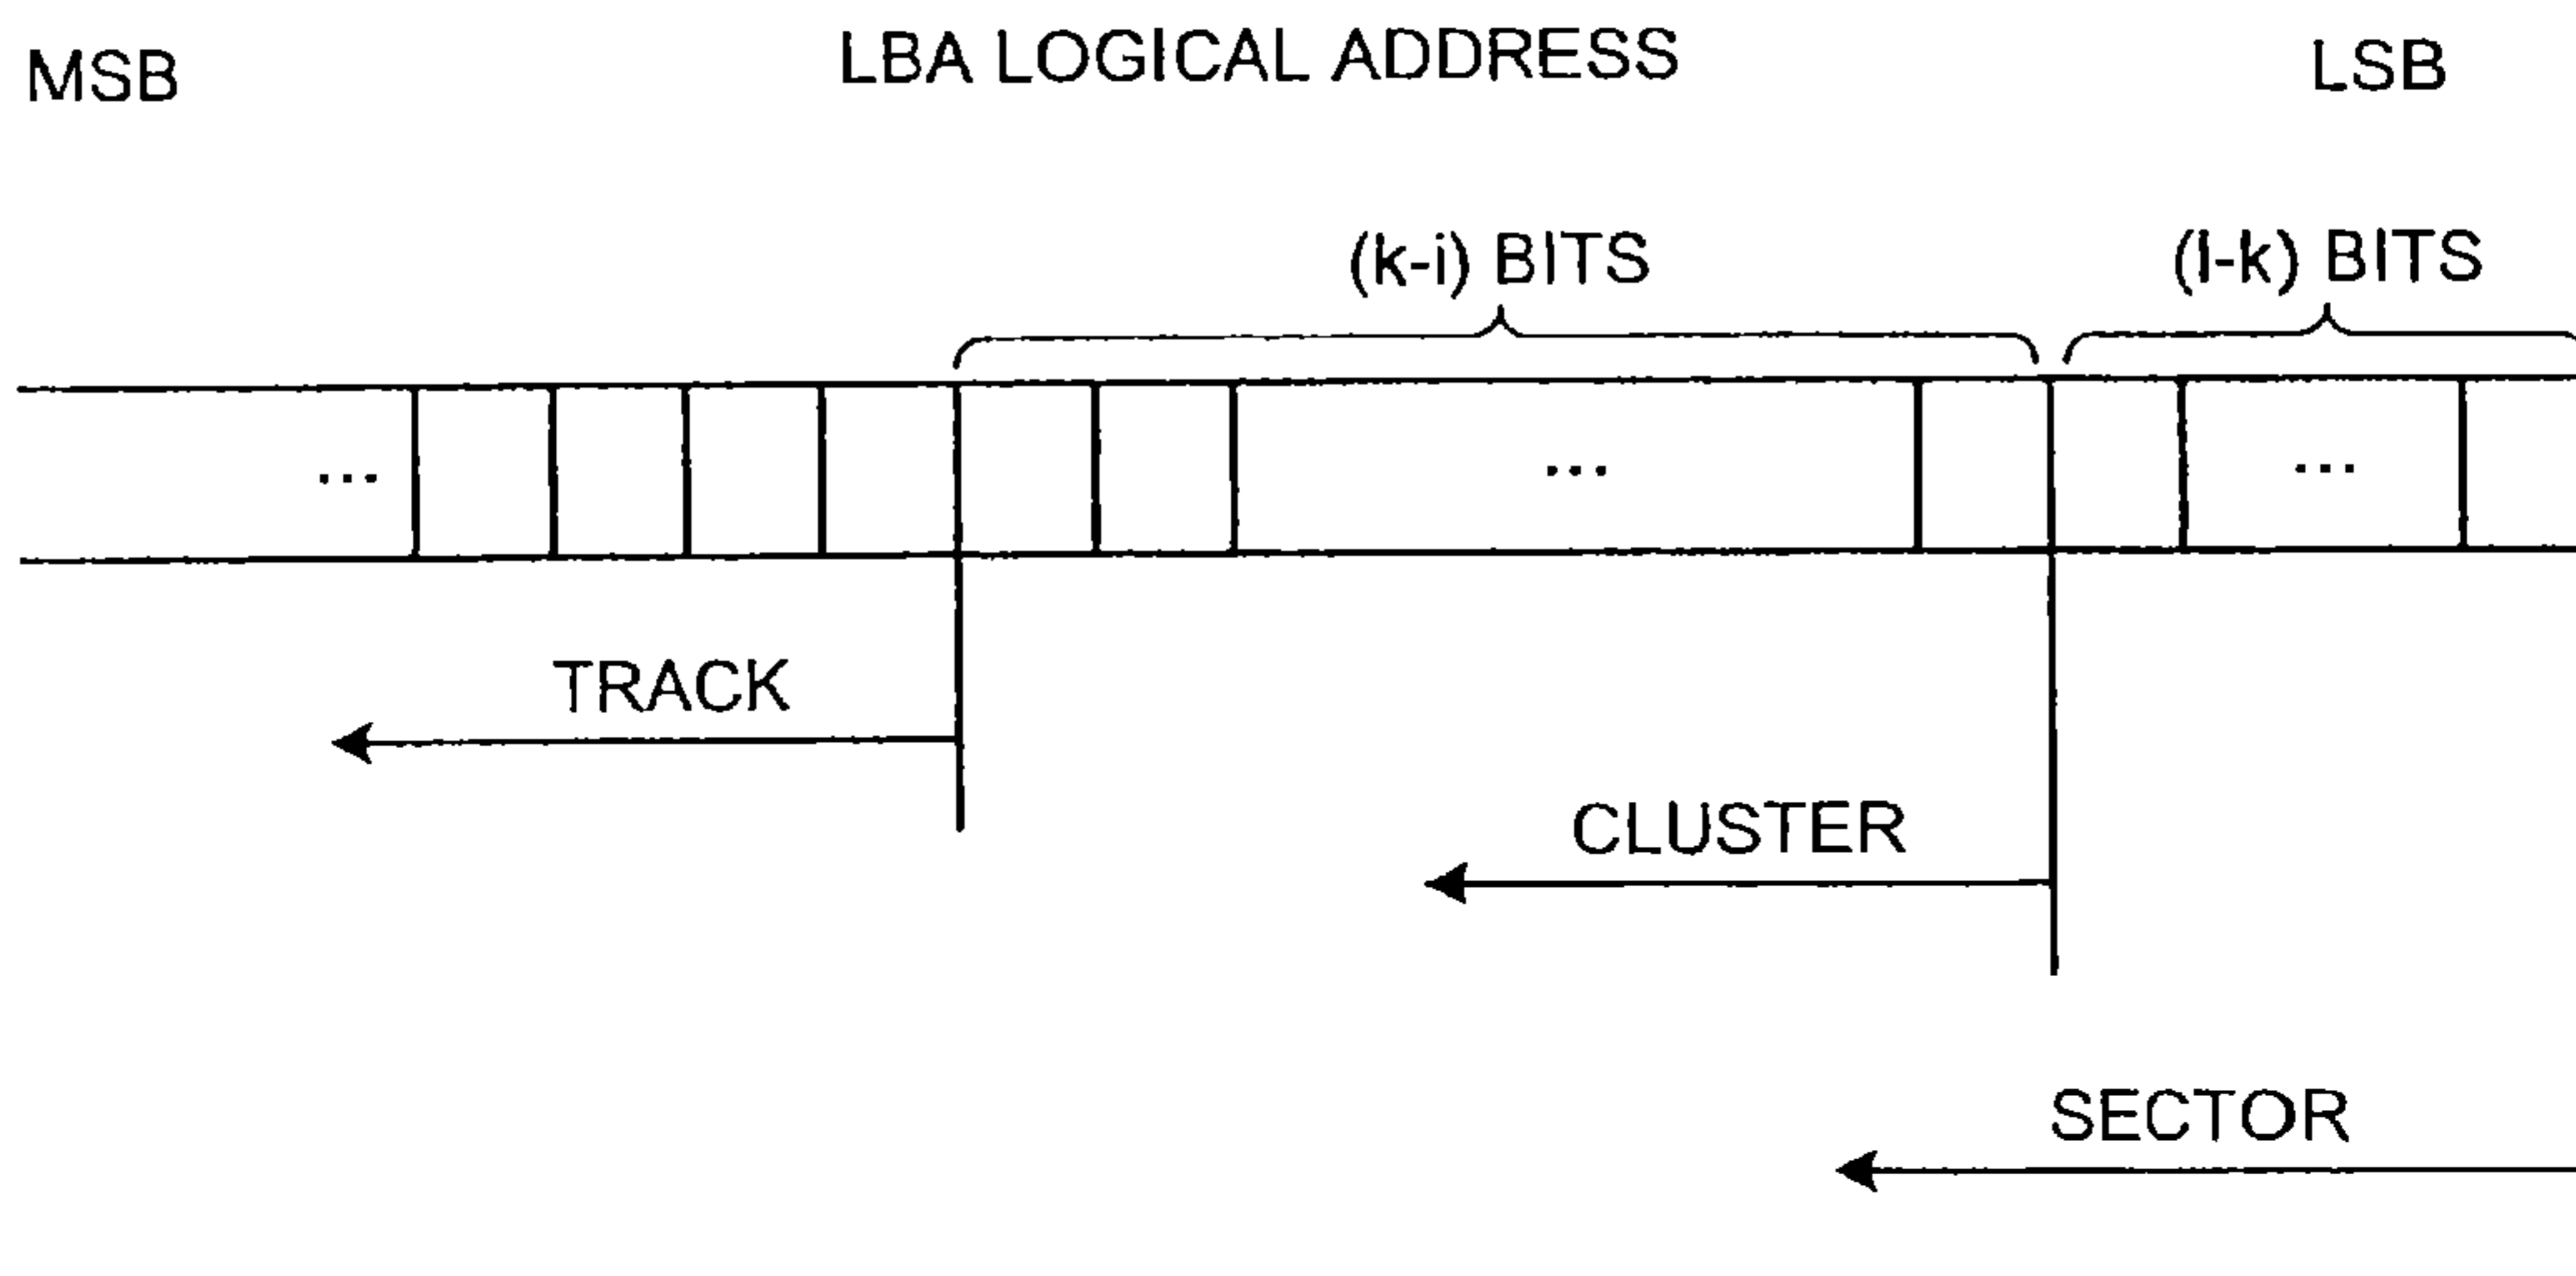 MSB
LBA LOGICAL ADDRESS
LSB
(k-i) BITS
(l-k) BITS
...
...
...
TRACK
CLUSTER
SECTOR